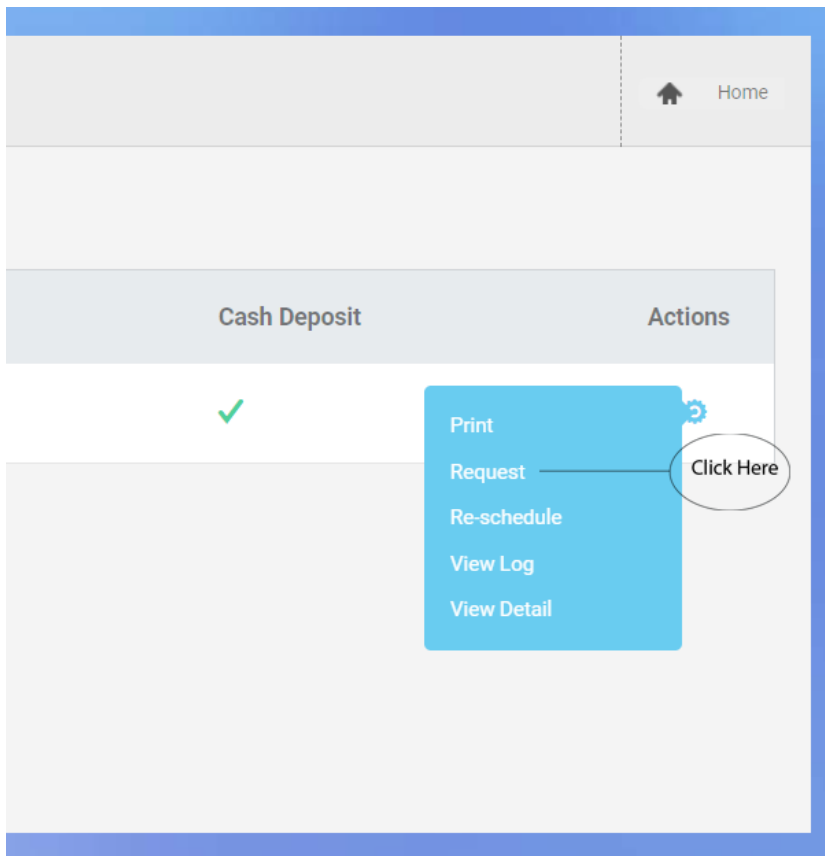 Home
Cash Deposit Actions
Print
Request Click Here
Re-schedule
View Log
View Detail